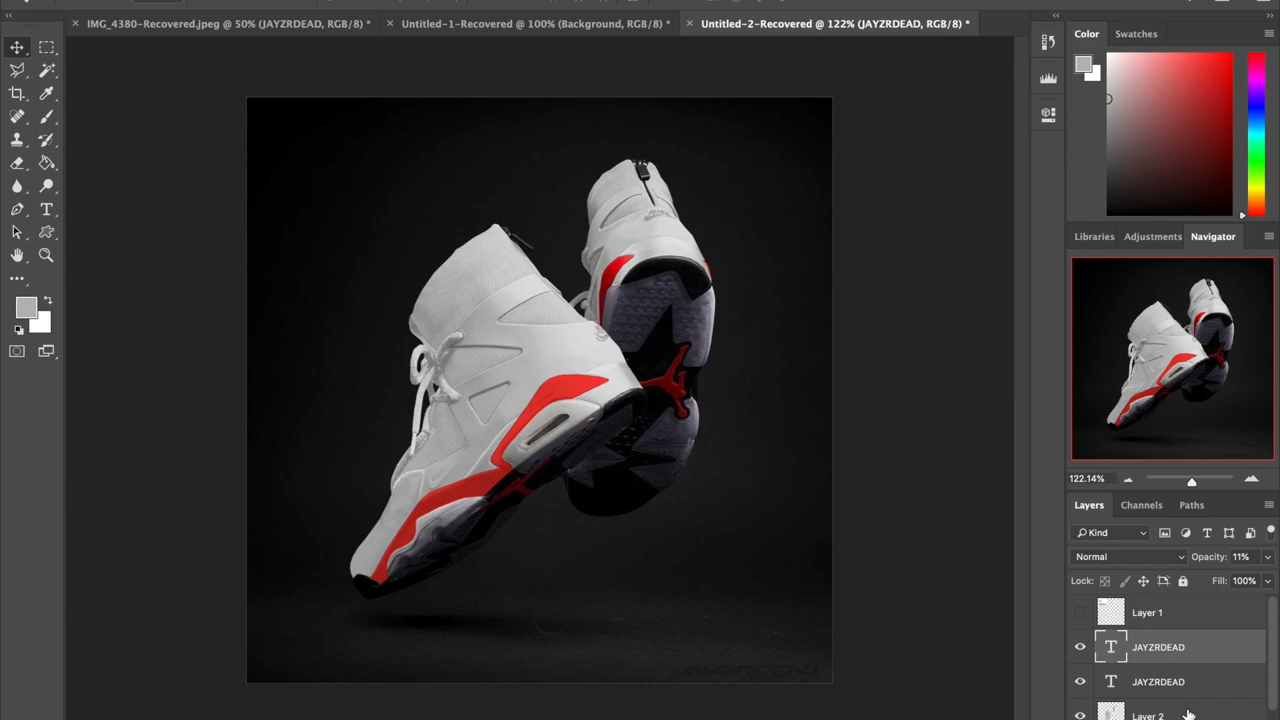 IMG_4380-Recovered.jpeg @ 50% (JAYZRDEAD, RGB/8) *
Untitled-1-Recovered @ 100% (Background, RGB/8) *
Untitled-2-Recovered @ 122% (JAYZRDEAD, RGB/8) *
Color
Swatches
Libraries
Adjustments
Navigator
122.14%
Layers
Channels
Paths
Kind
Normal
Opacity: 11%
Lock:
Fill: 100%
Layer 1
JAYZRDEAD
JAYZRDEAD
Layer 2